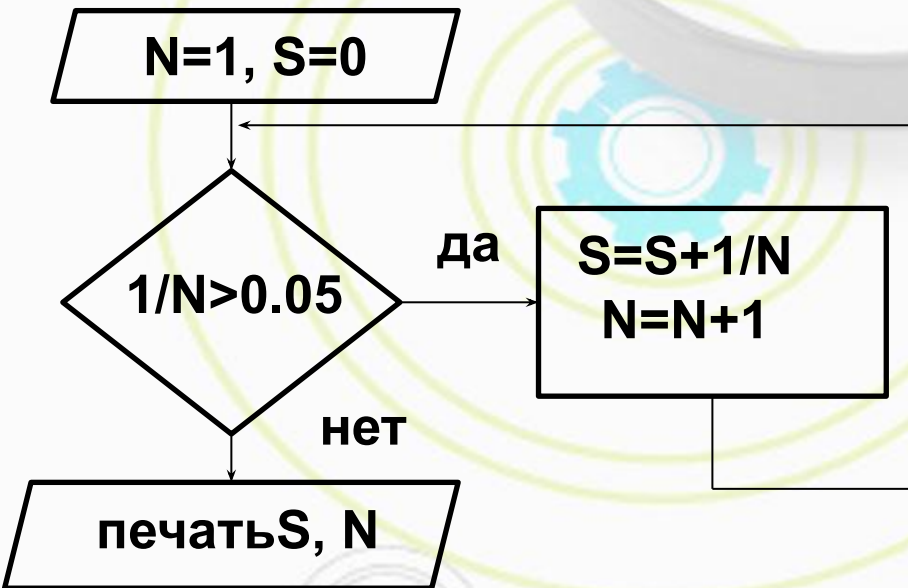 N=1, S=0
1/N>0.05
да
S=S+1/N
N=N+1
нет
печатьS, N